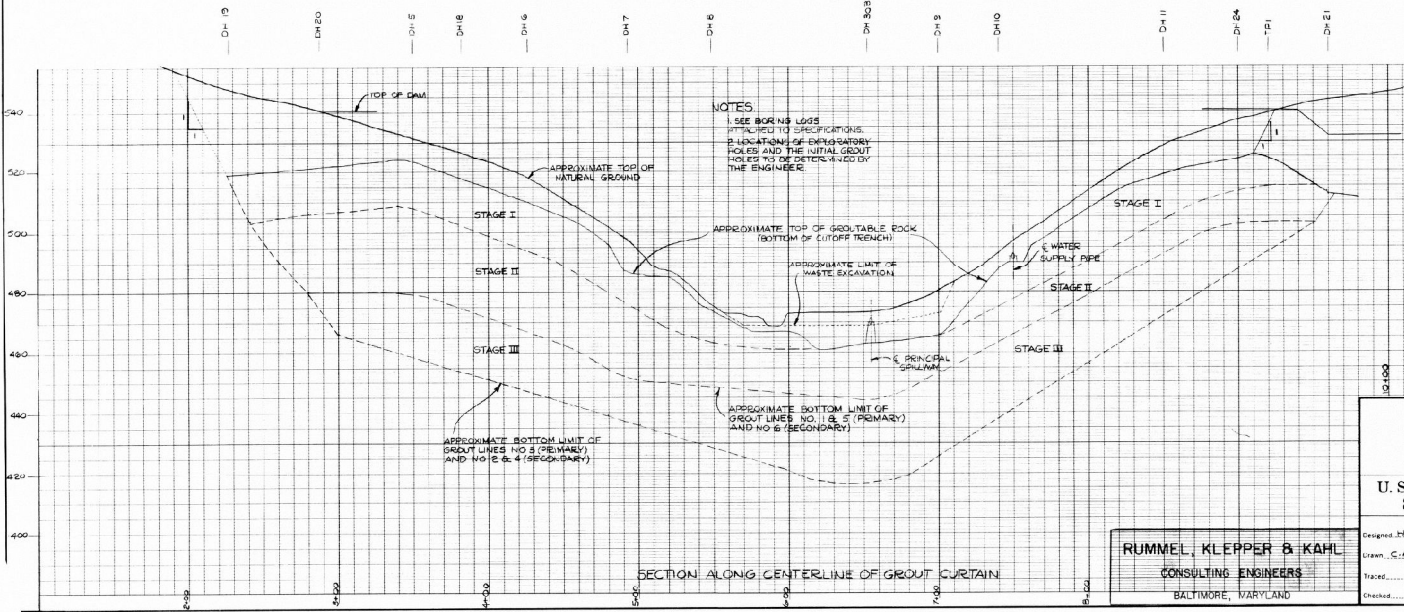 DH 19
DH 20
DH 5
DH 18
DH 6
DH 7
DH 8
DH 303
DH 9
DH 10
DH 11
DH 24
TP1
DH 21
TOP OF DAM
NOTES
1. SEE BORING LOGS
ATTACHED TO SPECIFICATIONS.
2. LOCATIONS OF EXPLORATORY
HOLES AND THE INITIAL GROUT
HOLES TO BE DETERMINED BY
THE ENGINEER.
540
520
500
480
460
440
420
400
APPROXIMATE TOP OF
NATURAL GROUND
STAGE I
STAGE II
STAGE III
APPROXIMATE TOP OF GROUTABLE ROCK
(BOTTOM OF CUTOFF TRENCH)
APPROXIMATE LIMIT OF
WASTE EXCAVATION
STAGE I
℄ WATER
SUPPLY PIPE
STAGE II
STAGE III
℄ PRINCIPAL
SPILLWAY
APPROXIMATE BOTTOM LIMIT OF
GROUT LINES NO. 1 & 5 (PRIMARY)
AND NO 6 (SECONDARY)
APPROXIMATE BOTTOM LIMIT OF
GROUT LINES NO 3 (PRIMARY)
AND NO 2 & 4 (SECONDARY)
SECTION ALONG CENTERLINE OF GROUT CURTAIN
2+00
3+00
4+00
5+00
6+00
7+00
8+00
10+00
RUMMEL, KLEPPER & KAHL
CONSULTING ENGINEERS
BALTIMORE, MARYLAND
U. S
Designed
Drawn
Traced
Checked